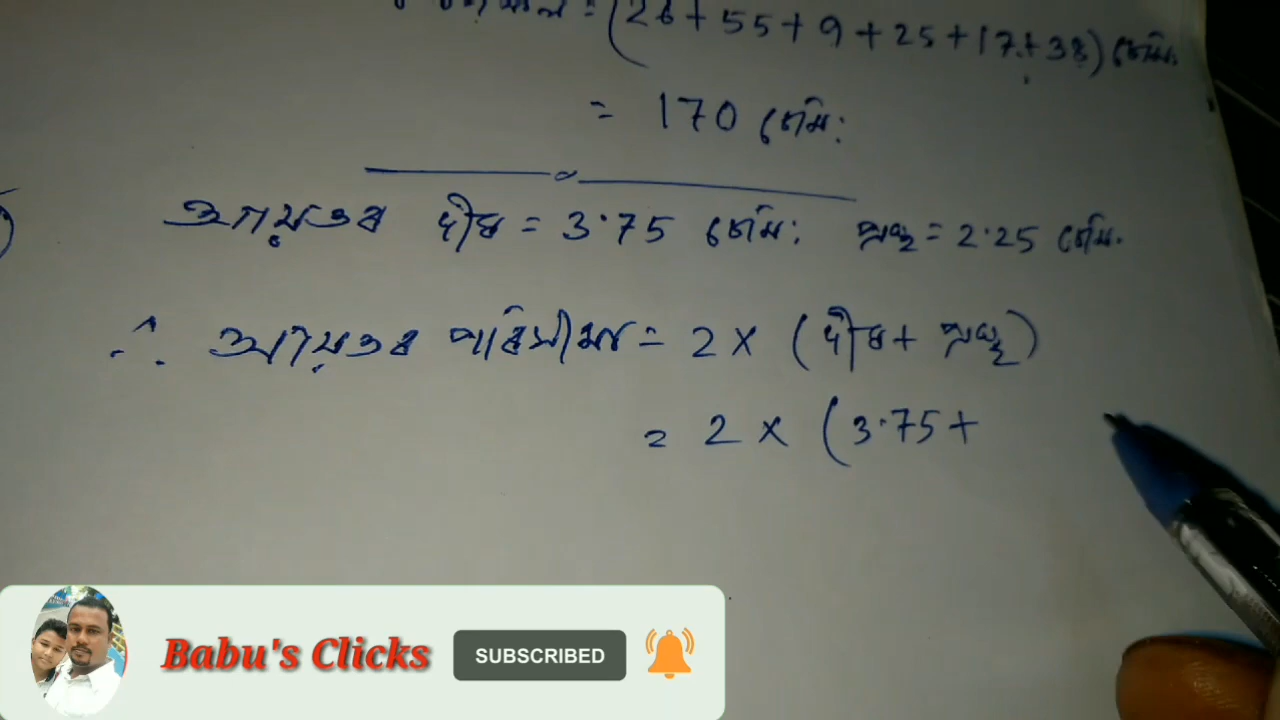 = (26 + 55 + 9 + 25 + 17 + 38) চেমি.
= 170 চেমি:
আয়তৰ দীঘ = 3.75 চেমি: প্ৰস্থ = 2.25 চেমি.
∴ আয়তৰ পৰিসীমা = 2 × (দীঘ + প্ৰস্থ)
= 2 × (3.75 +
Babu's Clicks SUBSCRIBED